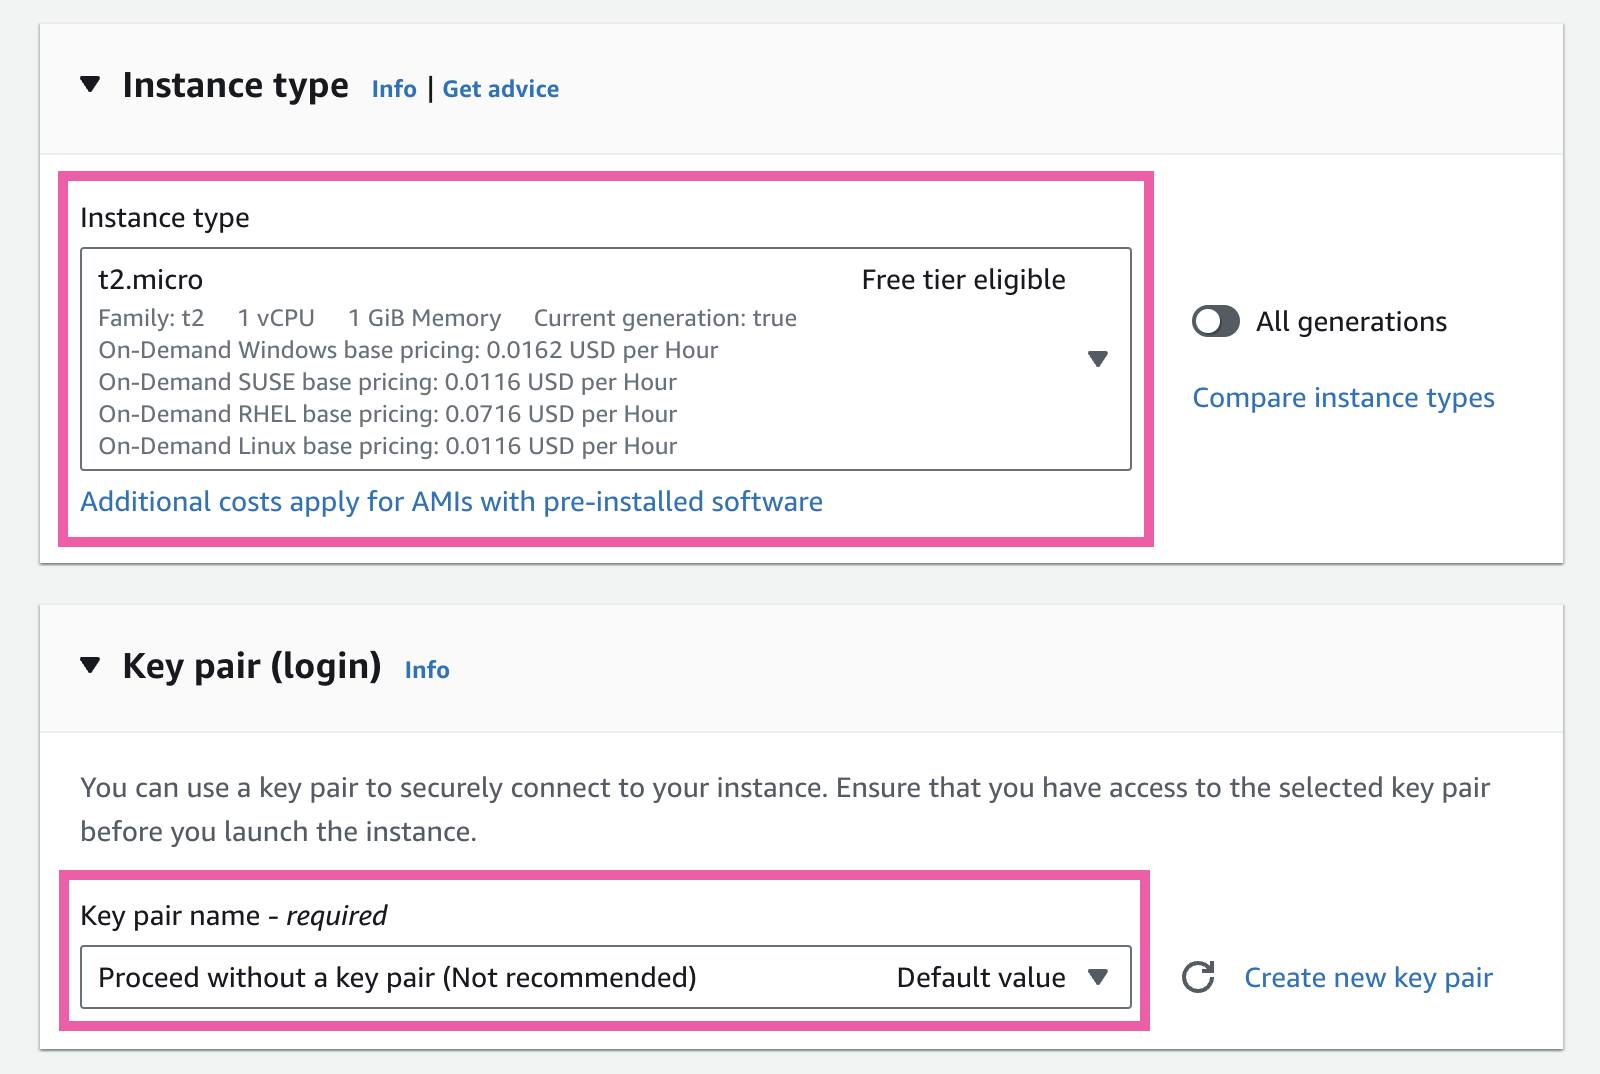 Instance type Info | Get advice
Instance type
t2.micro Free tier eligible
Family: t2 1 vCPU 1 GiB Memory Current generation: true
On-Demand Windows base pricing: 0.0162 USD per Hour
On-Demand SUSE base pricing: 0.0116 USD per Hour
On-Demand RHEL base pricing: 0.0716 USD per Hour
On-Demand Linux base pricing: 0.0116 USD per Hour
Additional costs apply for AMIs with pre-installed software
All generations
Compare instance types
Key pair (login) Info
You can use a key pair to securely connect to your instance. Ensure that you have access to the selected key pair
before you launch the instance.
Key pair name - required
Proceed without a key pair (Not recommended) Default value
Create new key pair